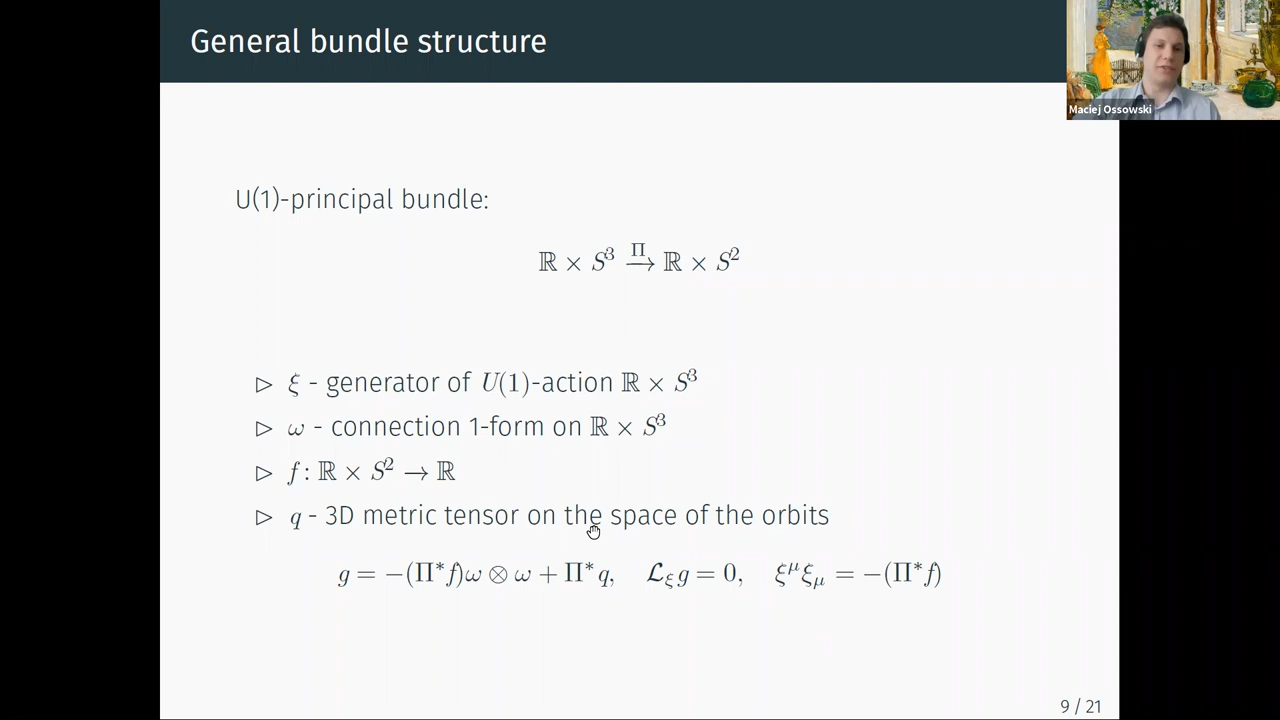 General bundle structure
Maciej Ossowski
U(1)-principal bundle:
ℝ × S³ —Π→ ℝ × S²
▷ ξ - generator of U(1)-action ℝ × S³
▷ ω - connection 1-form on ℝ × S³
▷ f : ℝ × S² → ℝ
▷ q - 3D metric tensor on the space of the orbits
g = −(Π*f)ω ⊗ ω + Π*q, 𝓛_ξ g = 0, ξ^μ ξ_μ = −(Π*f)
9 / 21